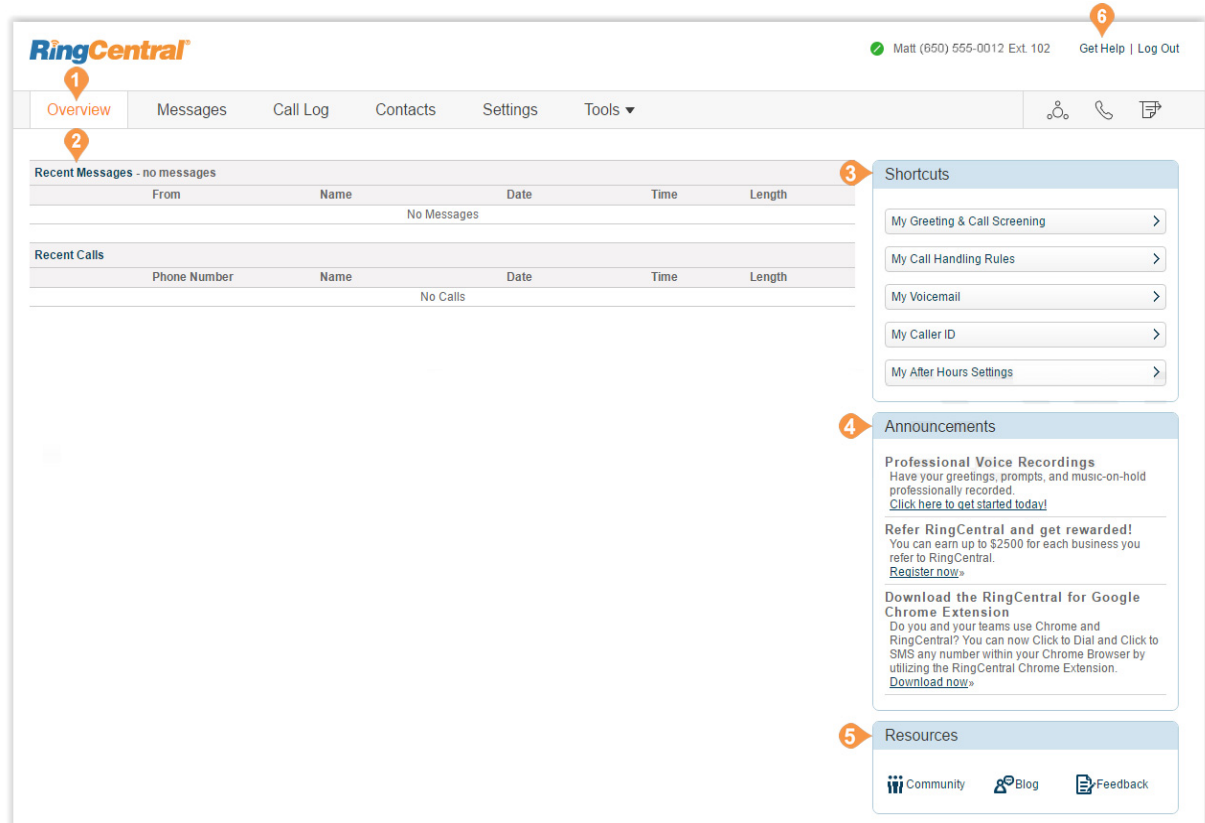 6
RingCentral®
Matt (650) 555-0012 Ext. 102
Get Help | Log Out
1
Overview
Messages
Call Log
Contacts
Settings
Tools ▼
2
Recent Messages - no messages
From Name Date Time Length
No Messages
Recent Calls
Phone Number Name Date Time Length
No Calls
3
Shortcuts
My Greeting & Call Screening
My Call Handling Rules
My Voicemail
My Caller ID
My After Hours Settings
4
Announcements
Professional Voice Recordings
Have your greetings, prompts, and music-on-hold
professionally recorded.
Click here to get started today!
Refer RingCentral and get rewarded!
You can earn up to $2500 for each business you
refer to RingCentral.
Register now»
Download the RingCentral for Google
Chrome Extension
Do you and your teams use Chrome and
RingCentral? You can now Click to Dial and Click to
SMS any number within your Chrome Browser by
utilizing the RingCentral Chrome Extension.
Download now»
5
Resources
Community
Blog
Feedback